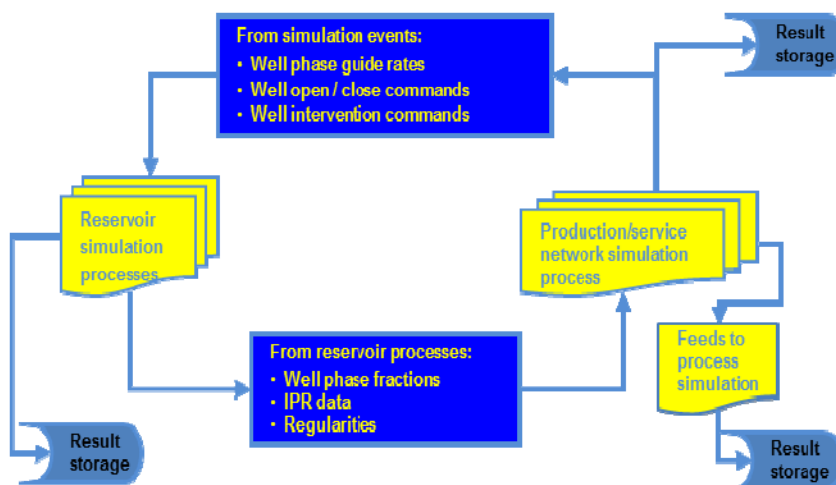 From simulation events:
• Well phase guide rates
• Well open / close commands
• Well intervention commands
Result
storage
Reservoir
simulation
processes
Production/service
network simulation
process
From reservoir processes:
• Well phase fractions
• IPR data
• Regularities
Feeds to
process
simulation
Result
storage
Result
storage